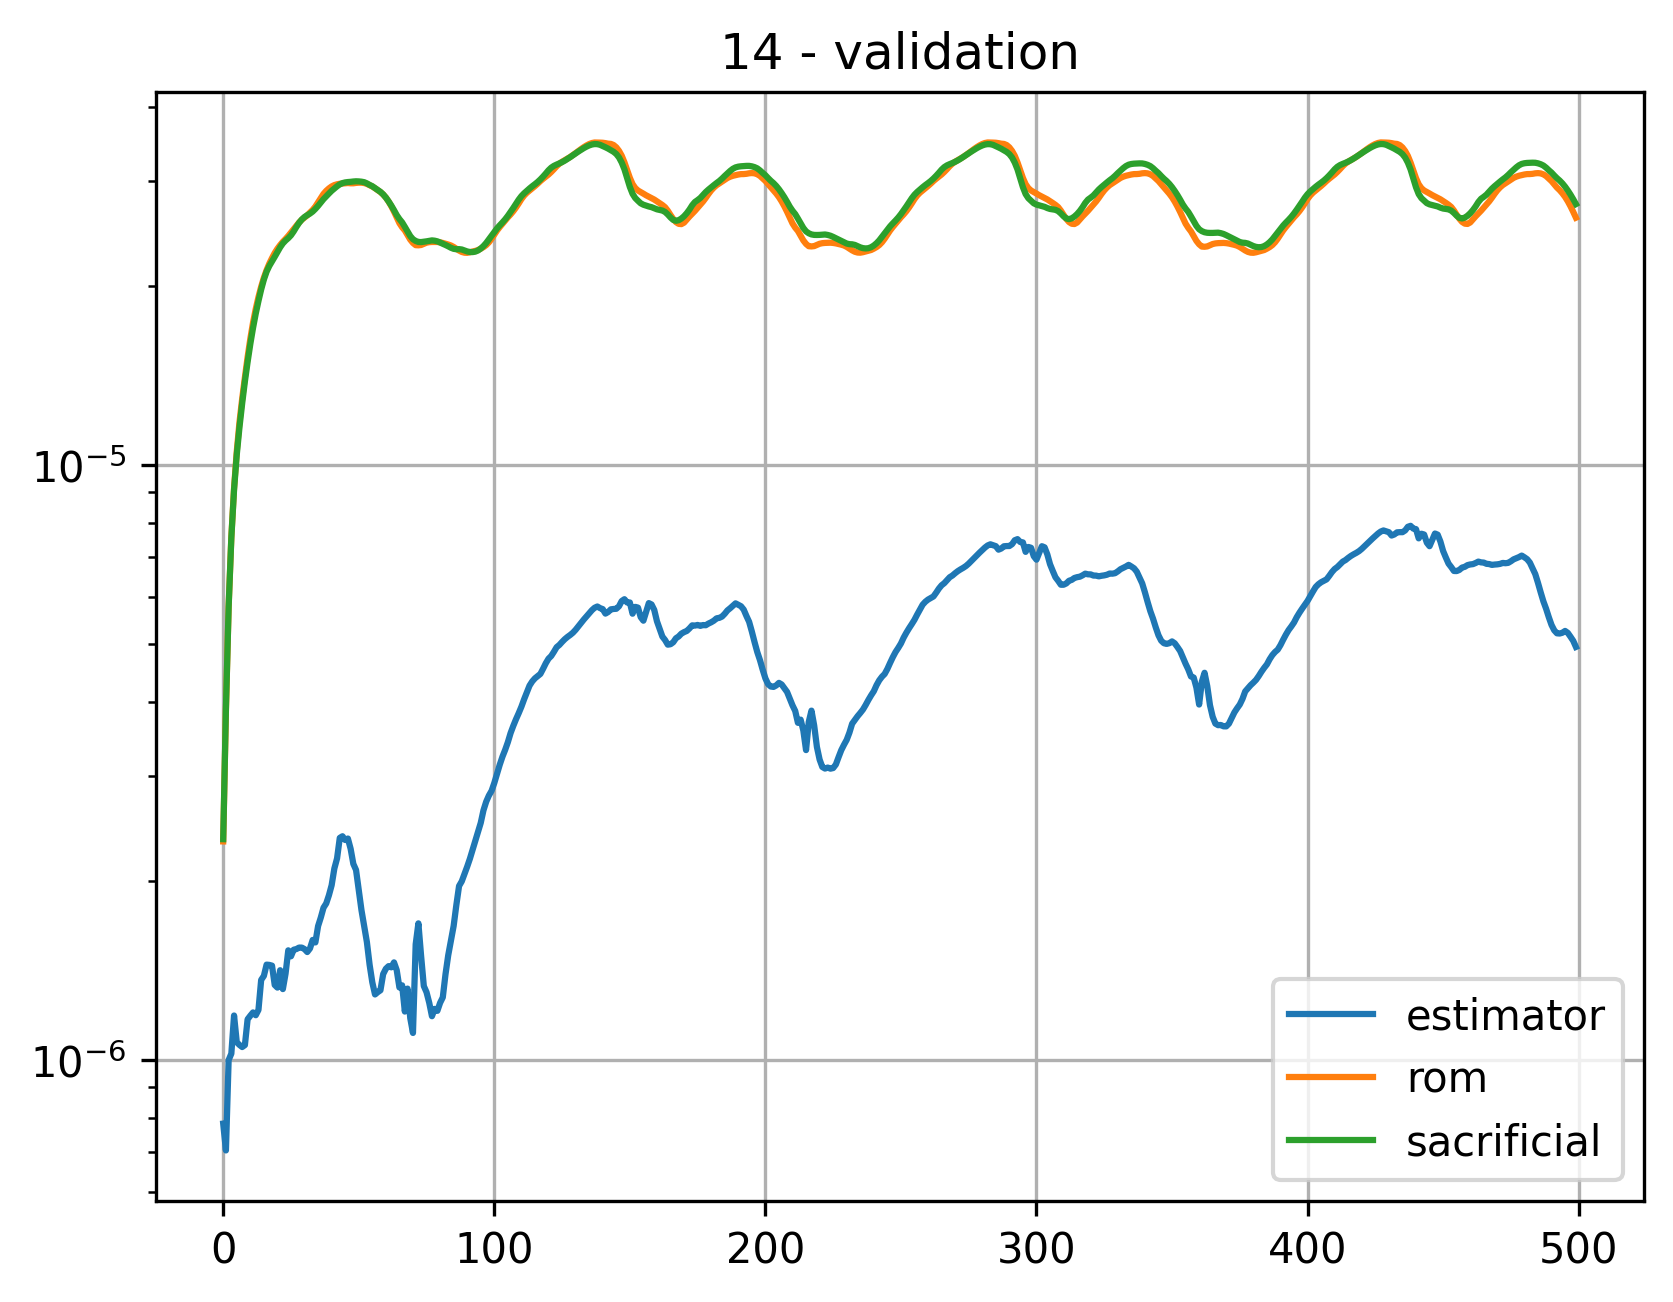 14 - validation
10⁻⁵
10⁻⁶
0 100 200 300 400 500
estimator
rom
sacrificial